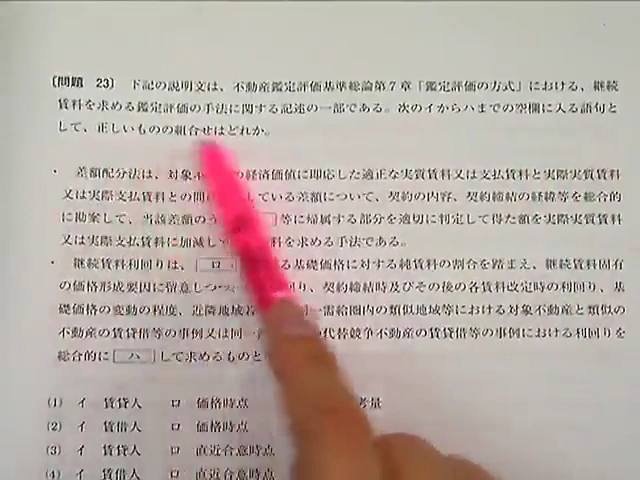 〔問題 23〕 下記の説明文は、不動産鑑定評価基準総論第7章「鑑定評価の方式」における、継続
賃料を求める鑑定評価の手法に関する記述の一部である。次のイからハまでの空欄に入る語句と
して、正しいものの組合せはどれか。
・ 差額配分法は、対象不 の経済価値に即応した適正な実質賃料又は支払賃料と実際実質賃料
又は実際支払賃料との間 している差額について、契約の内容、契約締結の経緯等を総合的
に勘案して、当該差額のう 等に帰属する部分を適切に判定して得た額を実際実質賃料
又は実際支払賃料に加減し 料を求める手法である。
・ 継続賃料利回りは、 ロ る基礎価格に対する純賃料の割合を踏まえ、継続賃料固有
の価格形成要因に留意しつつ 回り、契約締結時及びその後の各賃料改定時の利回り、基
礎価格の変動の程度、近隣地域若 一需給圏内の類似地域等における対象不動産と類似の
不動産の賃貸借等の事例又は同一 の代替競争不動産の賃貸借等の事例における利回りを
総合的に ハ して求めるものと
(1) イ 賃貸人 ロ 価格時点 考量
(2) イ 賃借人 ロ 価格時点
(3) イ 賃貸人 ロ 直近合意時点
(4) イ 賃借人 ロ 直近合意時点